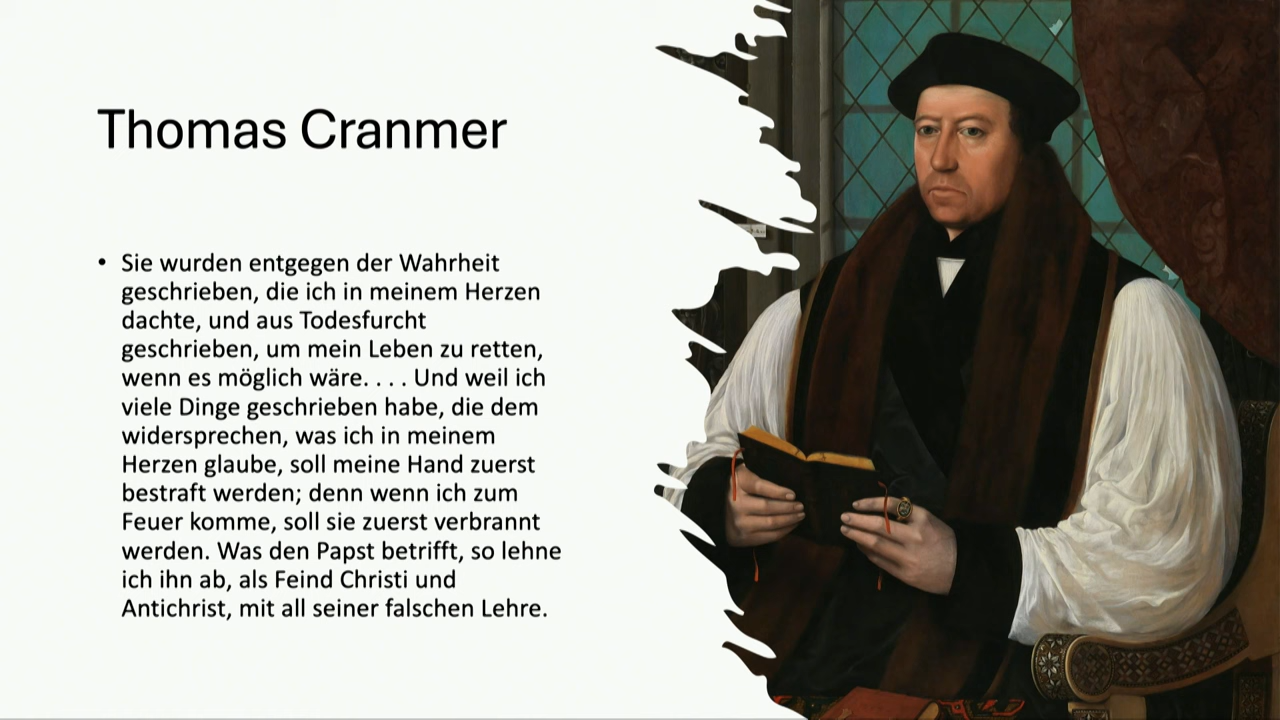 Thomas Cranmer
• Sie wurden entgegen der Wahrheit
geschrieben, die ich in meinem Herzen
dachte, und aus Todesfurcht
geschrieben, um mein Leben zu retten,
wenn es möglich wäre. . . . Und weil ich
viele Dinge geschrieben habe, die dem
widersprechen, was ich in meinem
Herzen glaube, soll meine Hand zuerst
bestraft werden; denn wenn ich zum
Feuer komme, soll sie zuerst verbrannt
werden. Was den Papst betrifft, so lehne
ich ihn ab, als Feind Christi und
Antichrist, mit all seiner falschen Lehre.